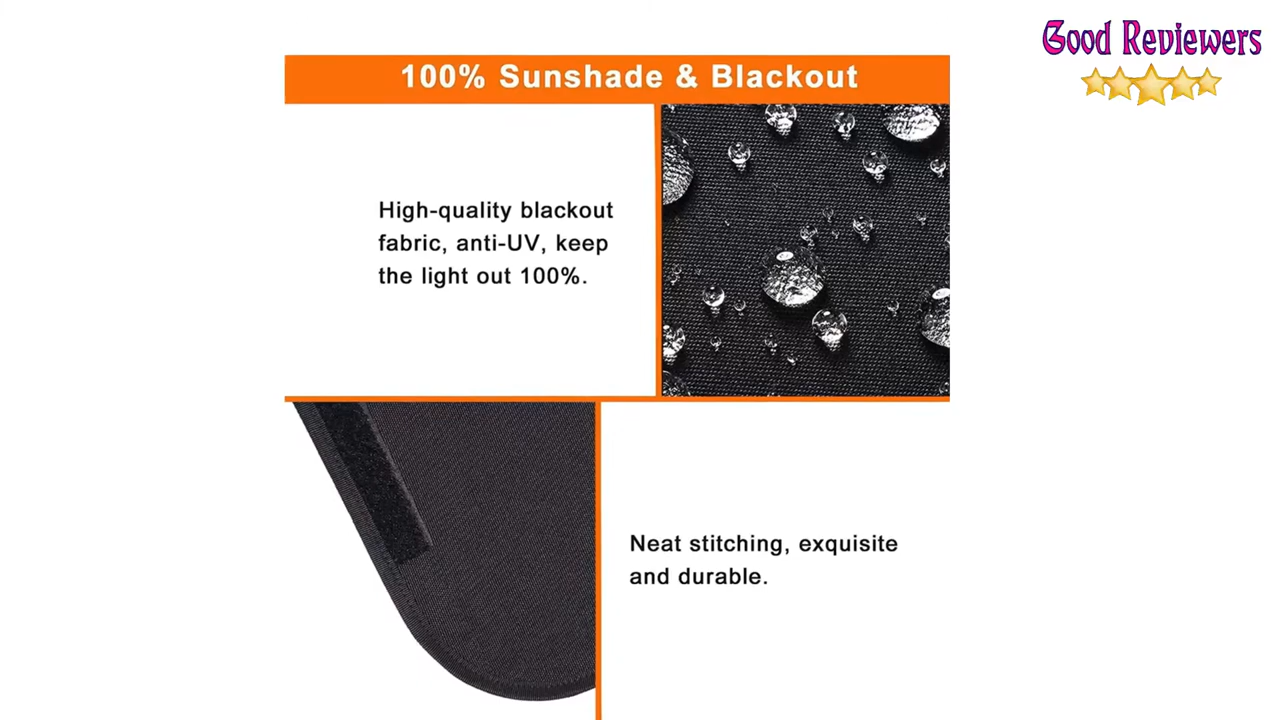 Good Reviewers
100% Sunshade & Blackout
High-quality blackout
fabric, anti-UV, keep
the light out 100%.
Neat stitching, exquisite
and durable.